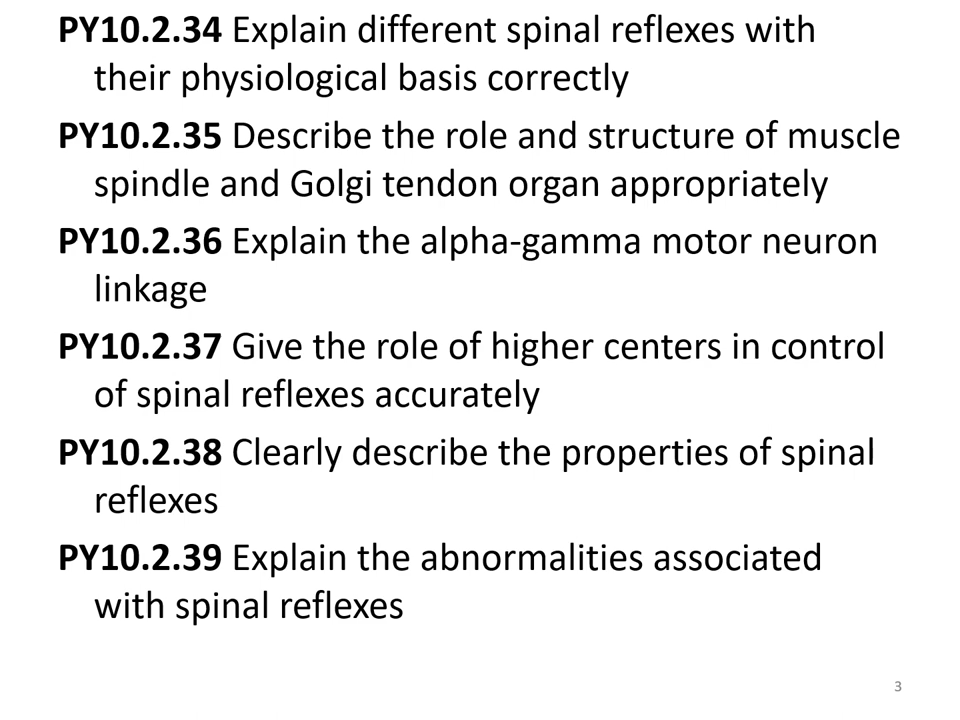 PY10.2.34 Explain different spinal reflexes with
their physiological basis correctly
PY10.2.35 Describe the role and structure of muscle
spindle and Golgi tendon organ appropriately
PY10.2.36 Explain the alpha-gamma motor neuron
linkage
PY10.2.37 Give the role of higher centers in control
of spinal reflexes accurately
PY10.2.38 Clearly describe the properties of spinal
reflexes
PY10.2.39 Explain the abnormalities associated
with spinal reflexes
3